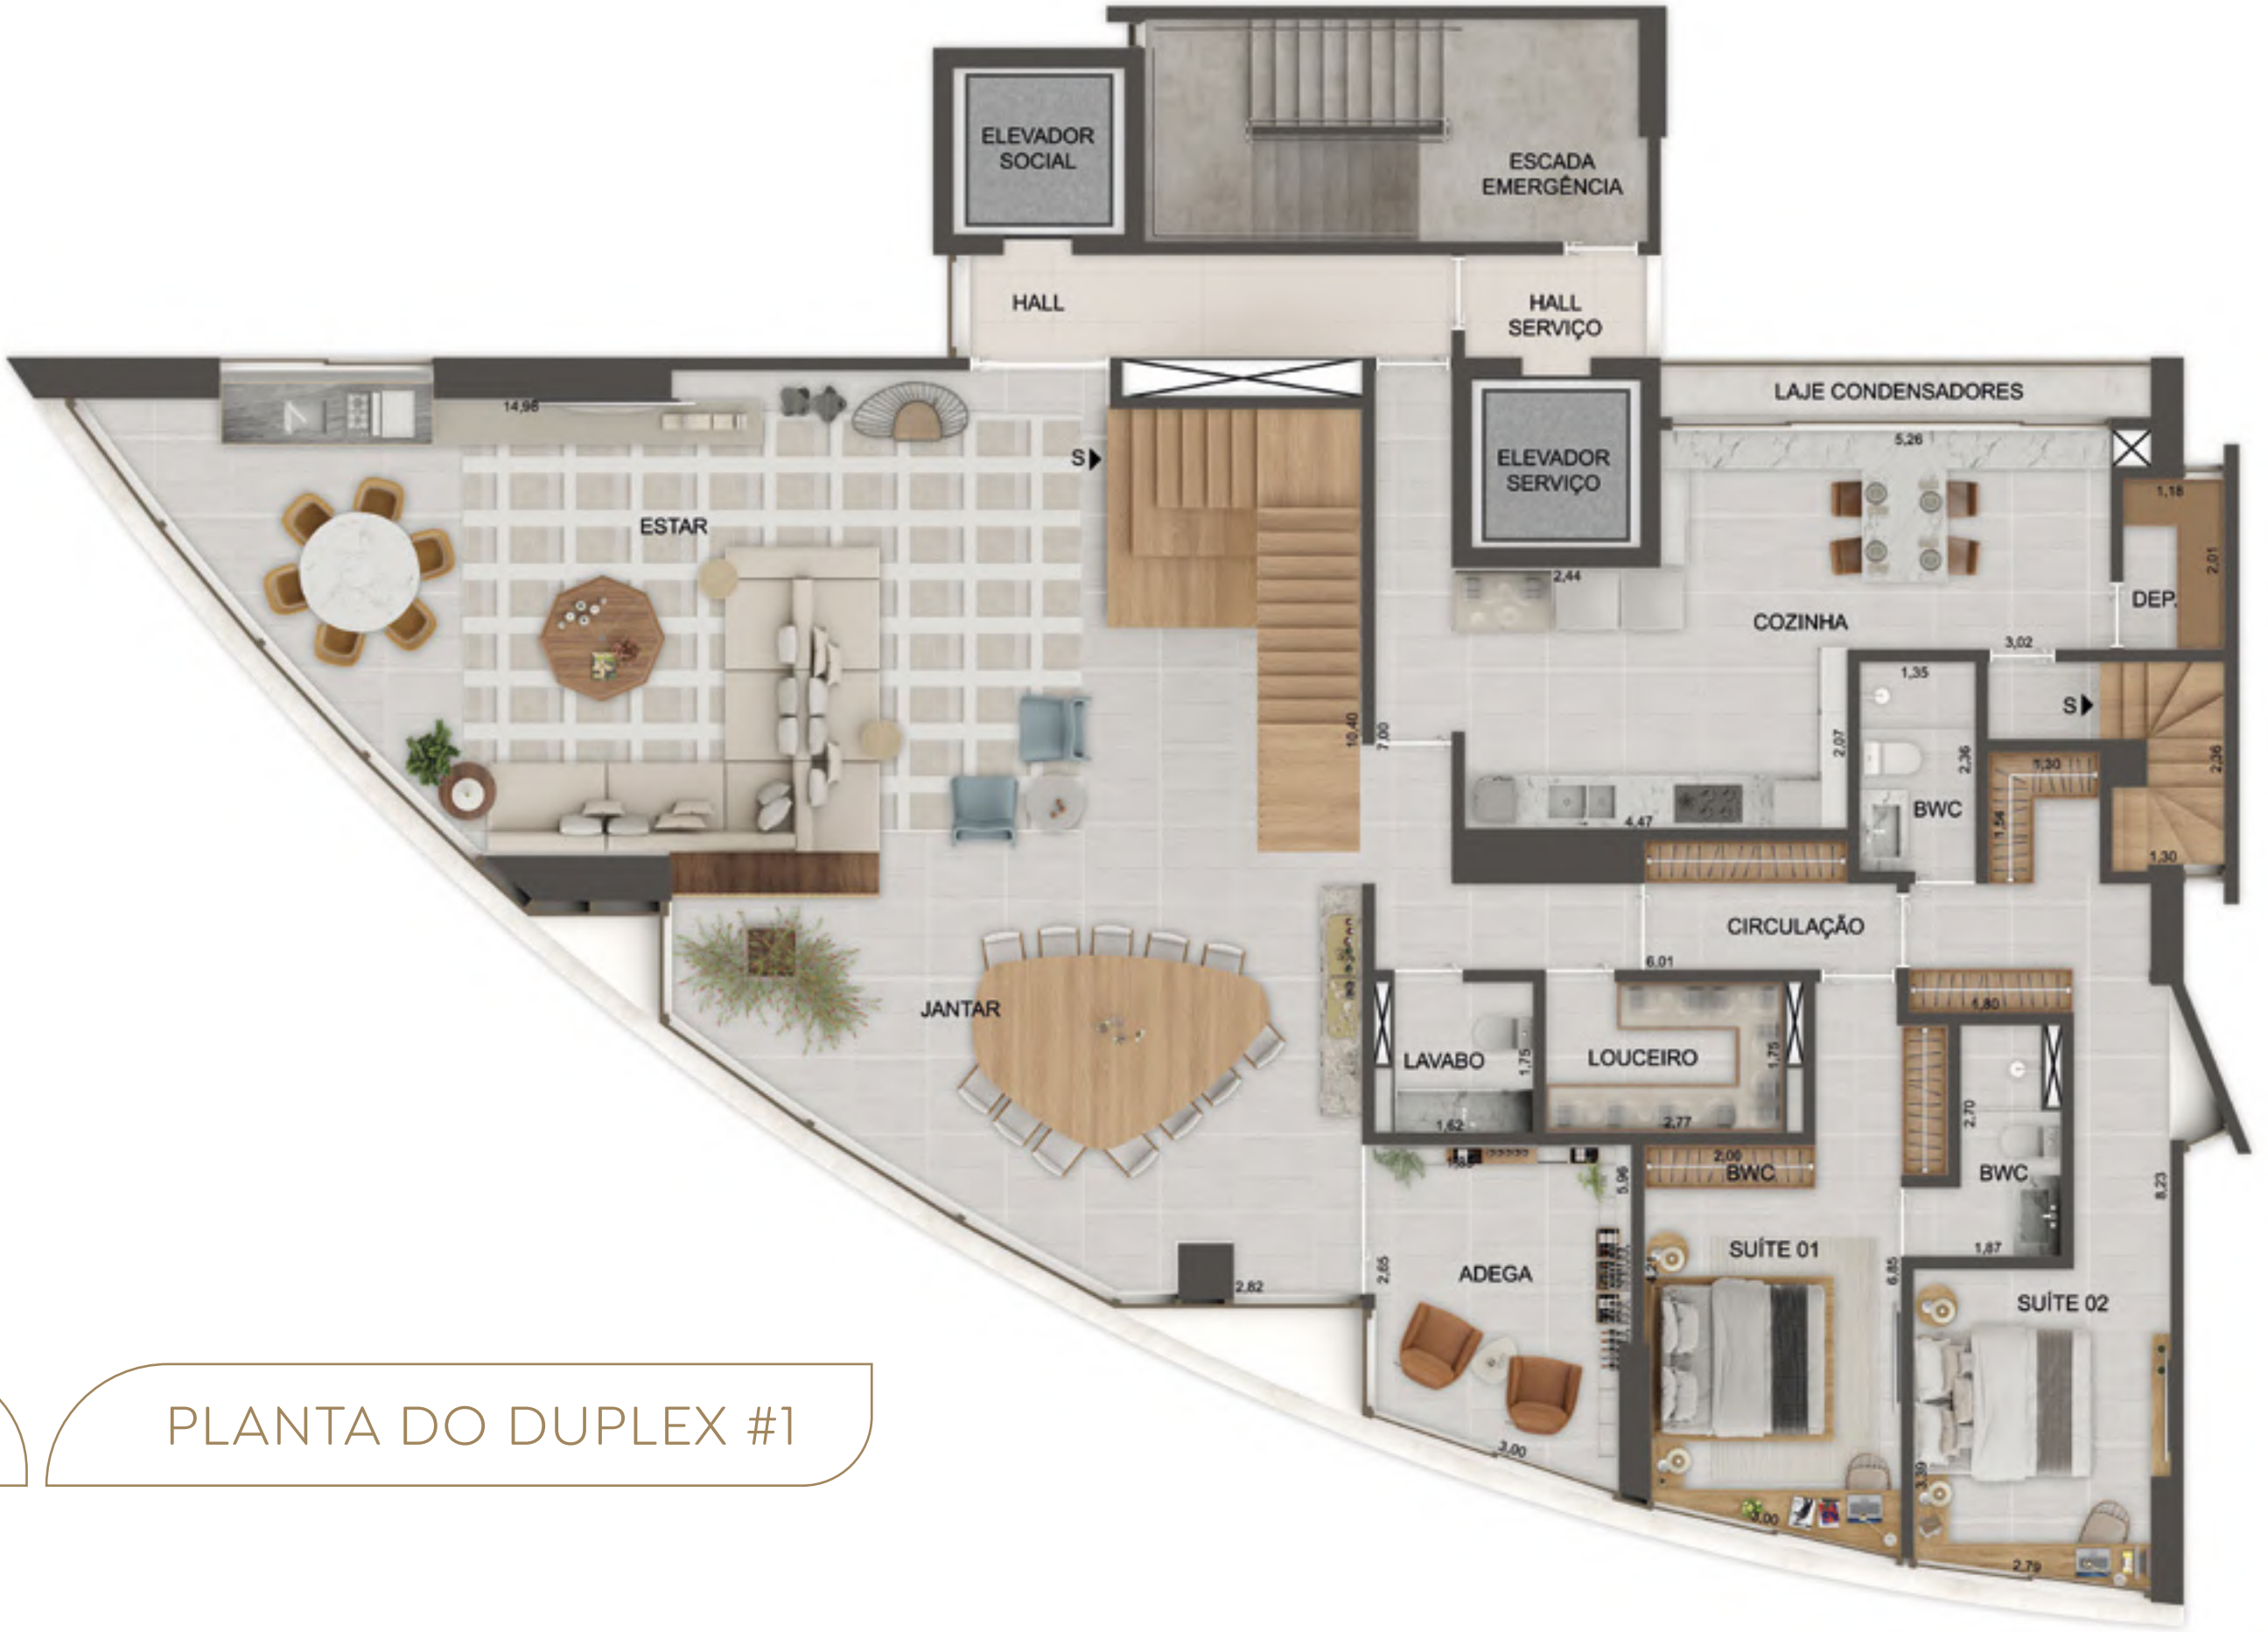 ELEVADOR
SOCIAL
ESCADA
EMERGÊNCIA
HALL
HALL
SERVIÇO
LAJE CONDENSADORES
14,98
5,26
S
ELEVADOR
SERVIÇO
1,18
ESTAR
2,01
2,44
DEP.
COZINHA
3,02
1,35
S
10,40
7,00
2,07
2,36
2,36
1,30
BWC
1,56
4,47
1,30
CIRCULAÇÃO
6,01
JANTAR
1,80
LAVABO
1,75
LOUCEIRO
1,75
1,62
2,77
2,70
2,00
BWC
BWC
5,96
8,23
SUÍTE 01
1,87
ADEGA
2,65
6,85
2,82
SUÍTE 02
PLANTA DO DUPLEX #1
3,00
3,39
3,00
2,79